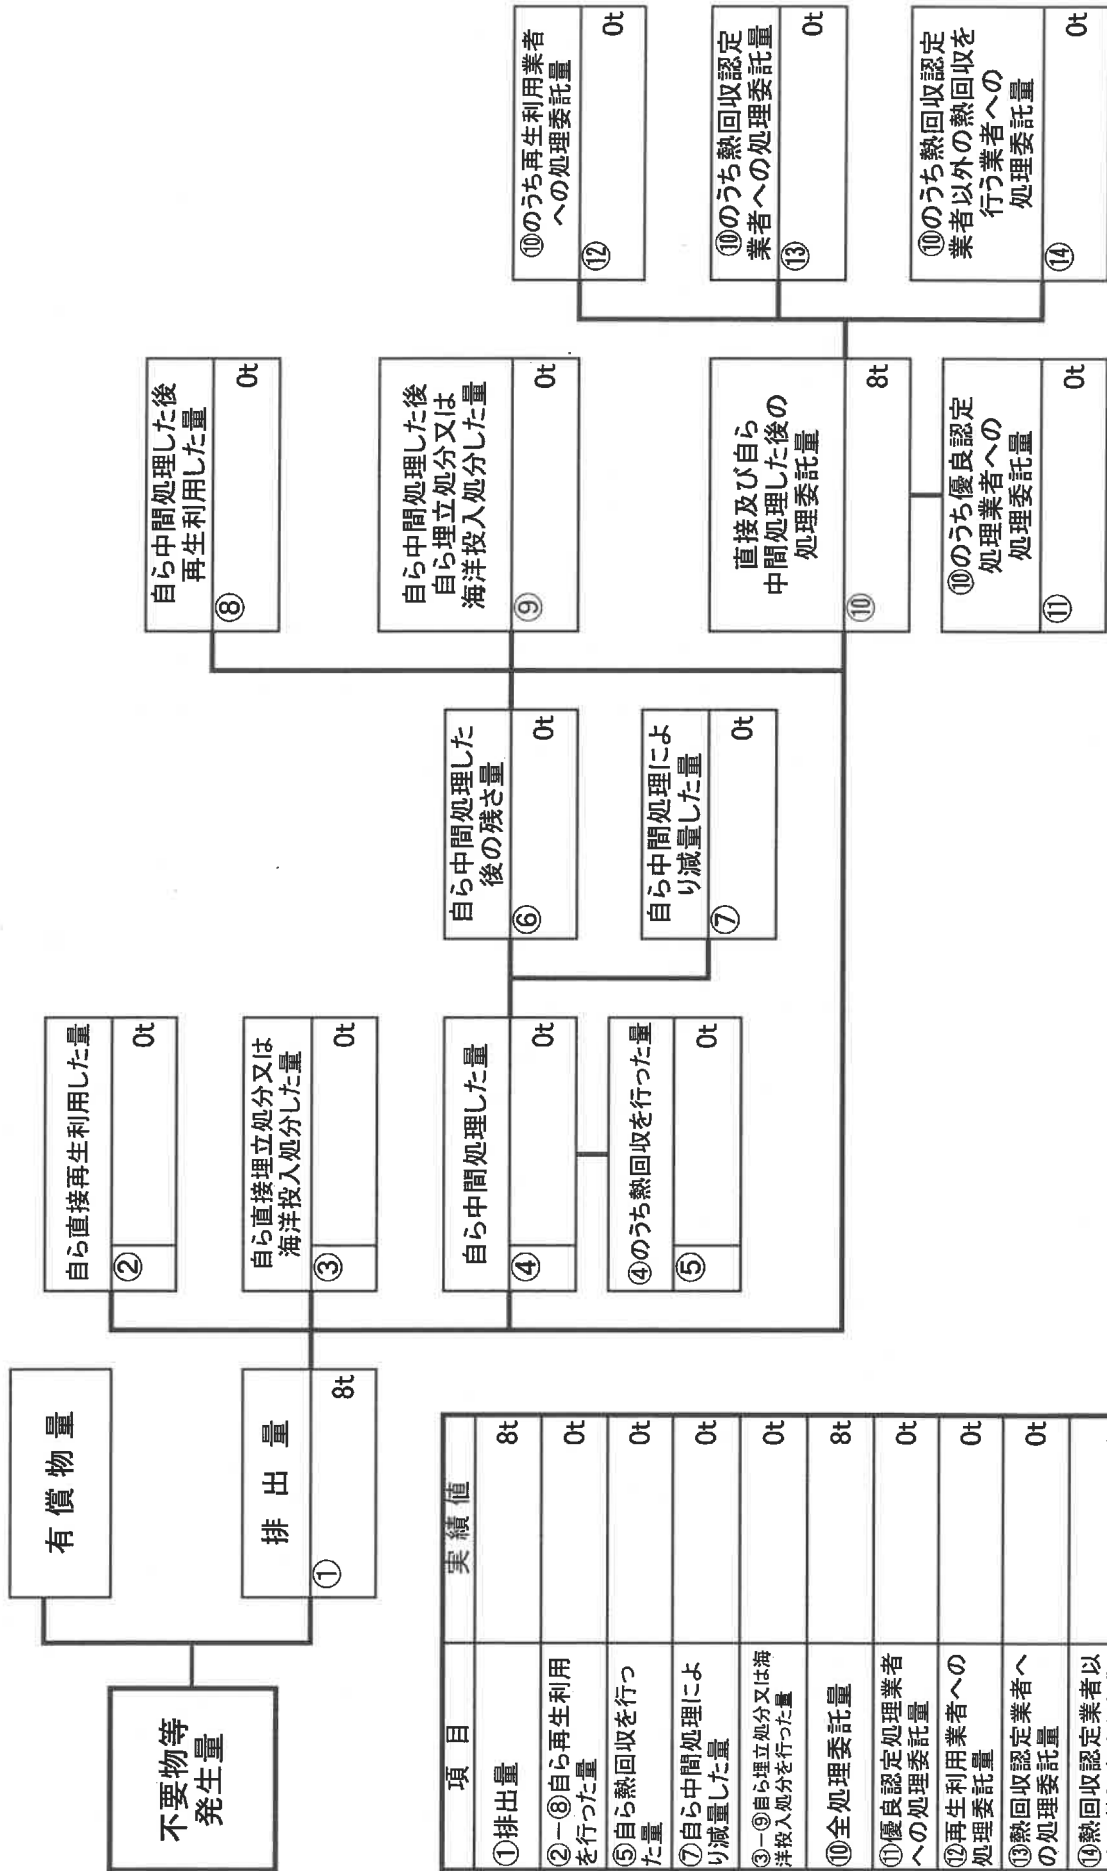 不要物等
発生量
有償物量
排出量
①
8t
自ら直接再生利用した量
②
0t
自ら直接埋立処分又は
海洋投入処分した量
③
0t
自ら中間処理した量
④
0t
④のうち熱回収を行った量
⑤
0t
自ら中間処理した
後の残さ量
⑥
0t
自ら中間処理によ
り減量した量
⑦
0t
自ら中間処理した後
再生利用した量
⑧
0t
自ら中間処理した後
自ら埋立処分又は
海洋投入処分した量
⑨
0t
直接及び自ら
中間処理した後の
処理委託量
⑩
8t
⑩のうち優良認定
処理業者への
処理委託量
⑪
0t
⑩のうち再生利用業者
への処理委託量
⑫
0t
⑩のうち熱回収認定
業者への処理委託量
⑬
0t
⑩のうち熱回収認定
業者以外の熱回収を
行う業者への
処理委託量
⑭
0t
項目 実績値
①排出量 8t
②ー⑧自ら再生利用
を行った量 0t
⑤自ら熱回収を行っ
た量 0t
⑦自ら中間処理によ
り減量した量 0t
③ー⑨自ら埋立処分又は海
洋投入処分を行った量 0t
⑩全処理委託量 8t
⑪優良認定処理業者
への処理委託量 0t
⑫再生利用業者への
処理委託量 0t
⑬熱回収認定業者へ
の処理委託量 0t
⑭熱回収認定業者以